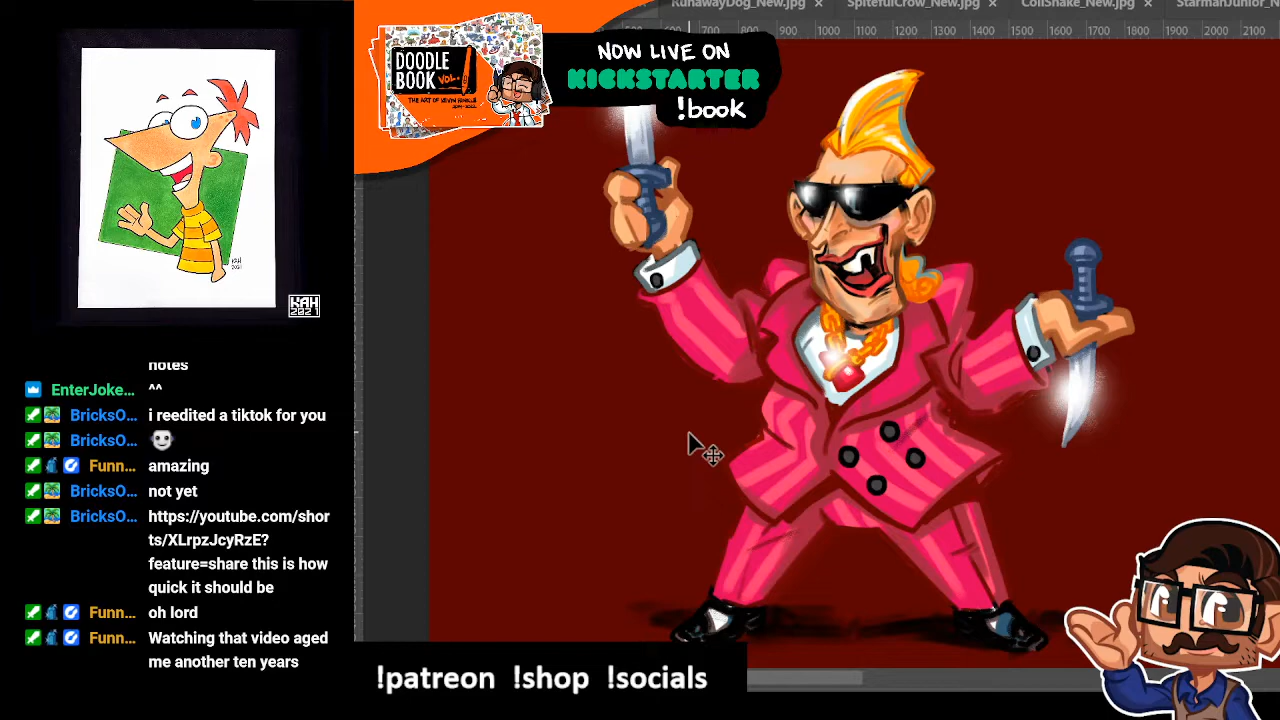 RunawayDog_New.jpg
SpitefulCrow_New.jpg
CoilSnake_New.jpg
StarmanJunior_N
700
800
900
1000
1100
1200
1300
1400
1500
1600
1700
1800
1900
2000
2100
DOODLE
BOOK VOL.
THE ART OF KEVIN HINKLE
NOW LIVE ON
KICKSTARTER
!book
KAH
2021
notes
EnterJoke... ^^
BricksO... i reedited a tiktok for you
BricksO...
Funn... amazing
BricksO... not yet
BricksO... https://youtube.com/shor
ts/XLrpzJcyRzE?
feature=share this is how
quick it should be
Funn... oh lord
Funn... Watching that video aged
me another ten years
!patreon !shop !socials